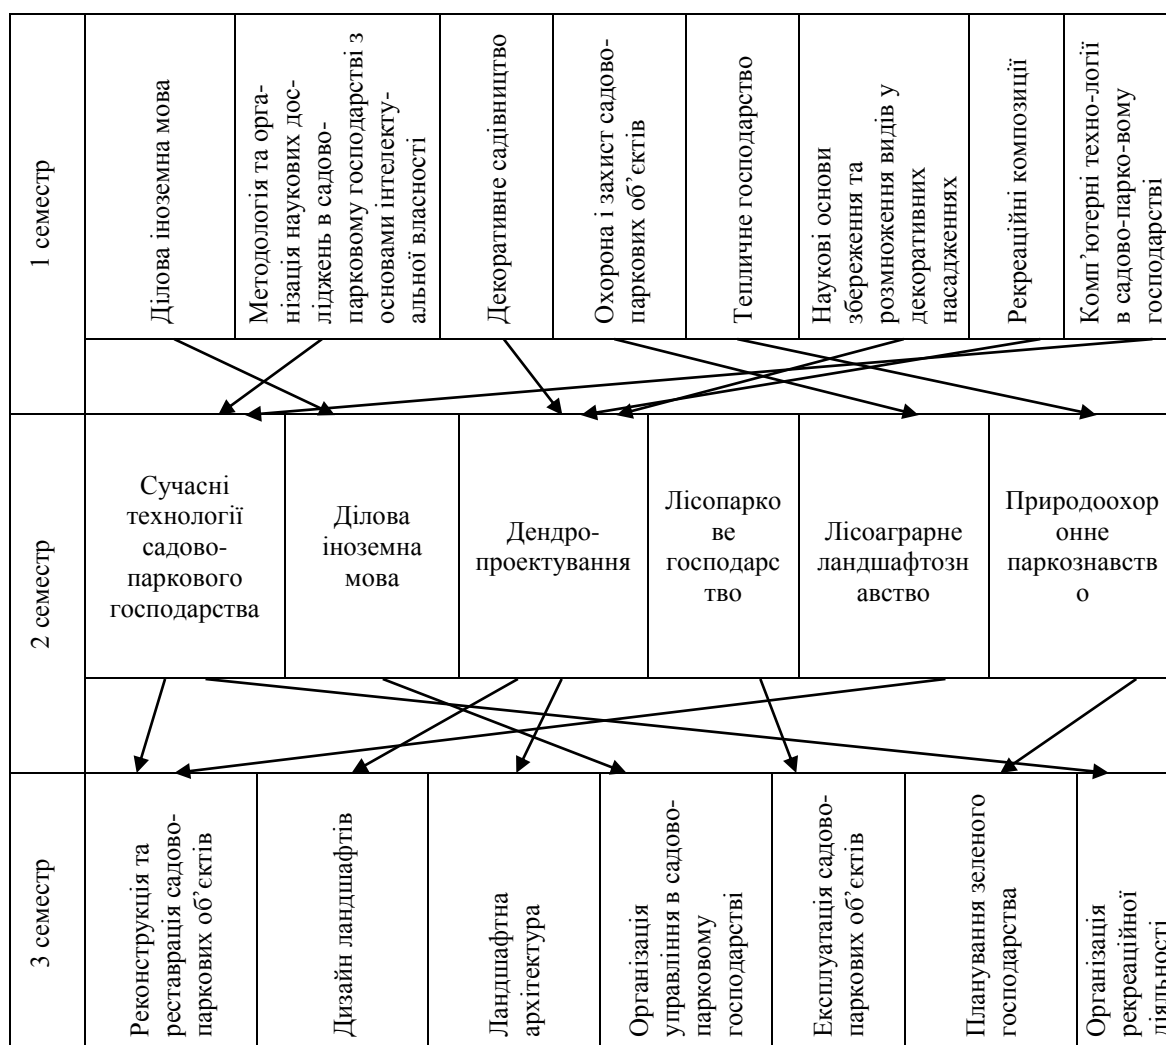 1 семестр
Ділова іноземна мова
Методологія та орга-
нізація наукових дос-
ліджень в садово-
парковому господарстві з
основами інтелекту-
альної власності
Декоративне садівництво
Охорона і захист садово-
паркових об’єктів
Тепличне господарство
Наукові основи
збереження та
розмноження видів у
декоративних
насадженнях
Рекреаційні композиції
Комп’ютерні техно-логії
в садово-парко-вому
господарстві
2 семестр
Сучасні
технології
садово-
паркового
господарства
Ділова
іноземна
мова
Дендро-
проектування
Лісопарко
ве
господарс
тво
Лісоаграрне
ландшафтозн
авство
Природоохор
онне
паркознавств
о
3 семестр
Реконструкція та
реставрація садово-
паркових об’єктів
Дизайн ландшафтів
Ландшафтна
архітектура
Організація
управління в садово-
парковому
господарстві
Експлуатація садово-
паркових об’єктів
Планування зеленого
господарства
Організація
рекреаційної
діяльності